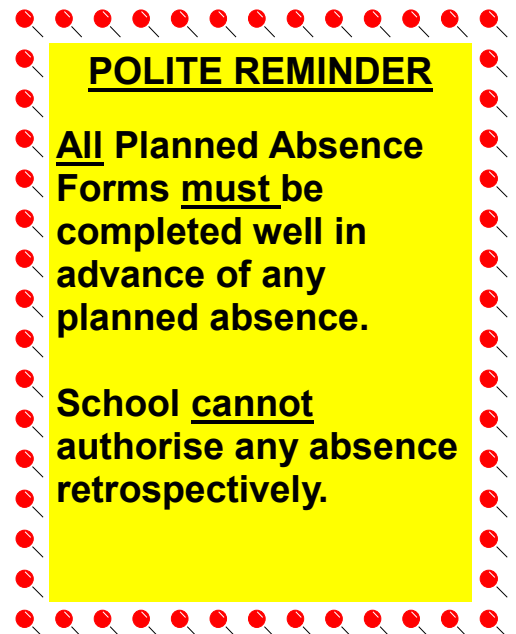 POLITE REMINDER
All Planned Absence
Forms must be
completed well in
advance of any
planned absence.
School cannot
authorise any absence
retrospectively.